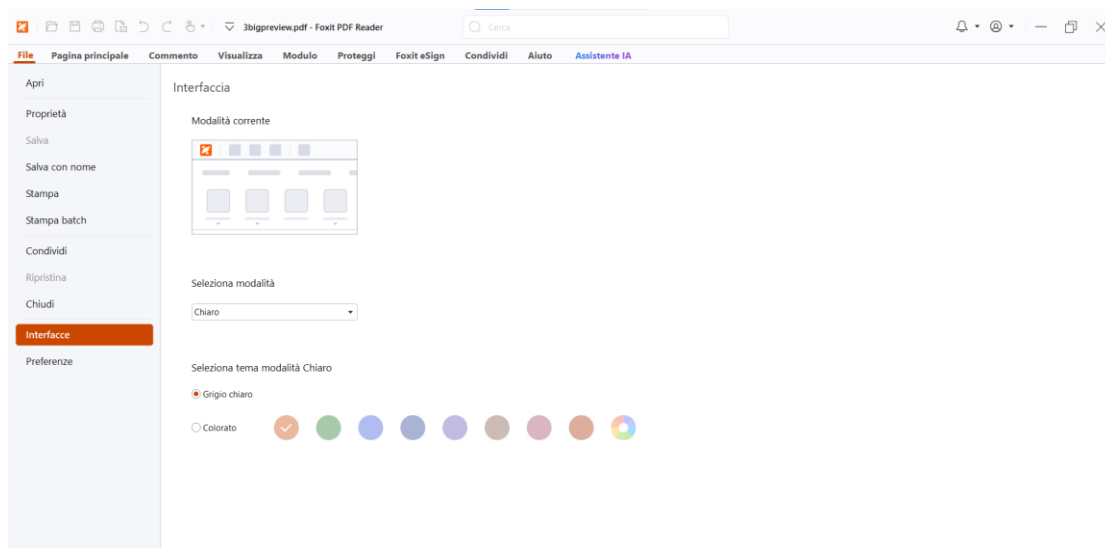 3bigpreview.pdf - Foxit PDF Reader
Cerca
File Pagina principale Commento Visualizza Modulo Proteggi Foxit eSign Condividi Aiuto Assistente IA
Apri
Proprietà
Salva
Salva con nome
Stampa
Stampa batch
Condividi
Ripristina
Chiudi
Interfacce
Preferenze
Interfaccia
Modalità corrente
Seleziona modalità
Chiaro
Seleziona tema modalità Chiaro
Grigio chiaro
Colorato